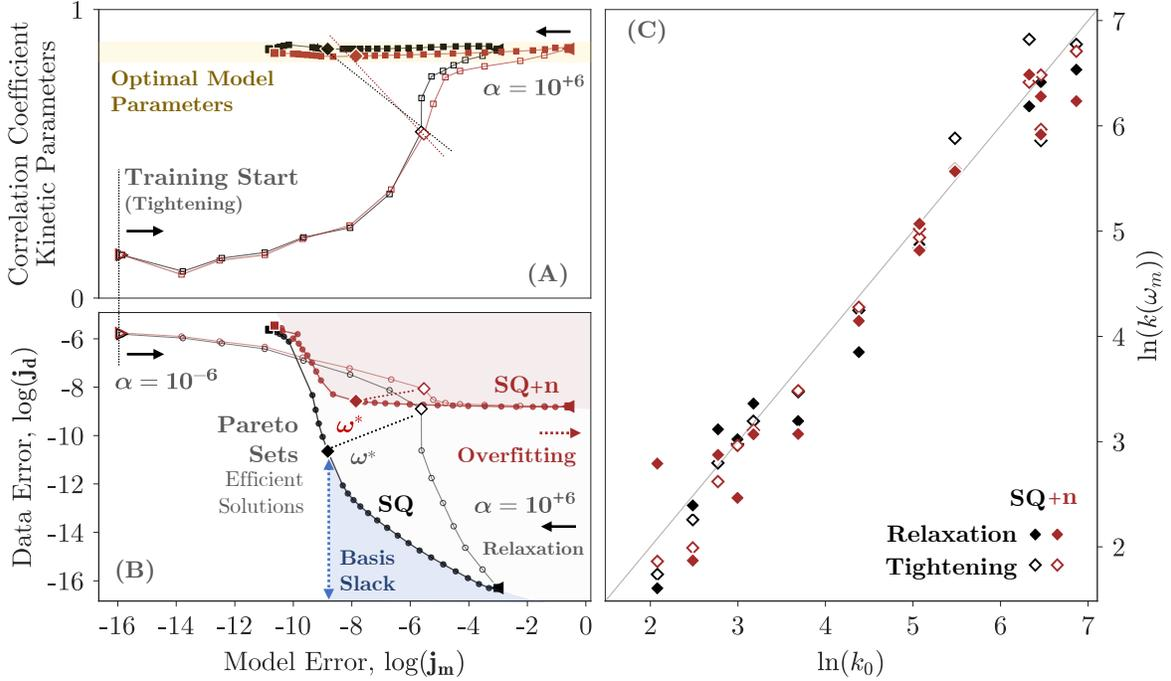 Correlation Coefficient
Kinetic Parameters
1
0
Optimal Model
Parameters
α = 10⁺⁶
Training Start
(Tightening)
(A)
Data Error, log(j_d)
-6
-8
-10
-12
-14
-16
α = 10⁻⁶
SQ+n
Pareto
Sets
Efficient
Solutions
ω*
ω*
Overfitting
SQ
α = 10⁺⁶
Relaxation
Basis
Slack
(B)
-16 -14 -12 -10 -8 -6 -4 -2 0
Model Error, log(j_m)
(C)
7
6
5
4
3
2
ln(k(ω_m))
SQ+n
Relaxation
Tightening
2 3 4 5 6 7
ln(k₀)